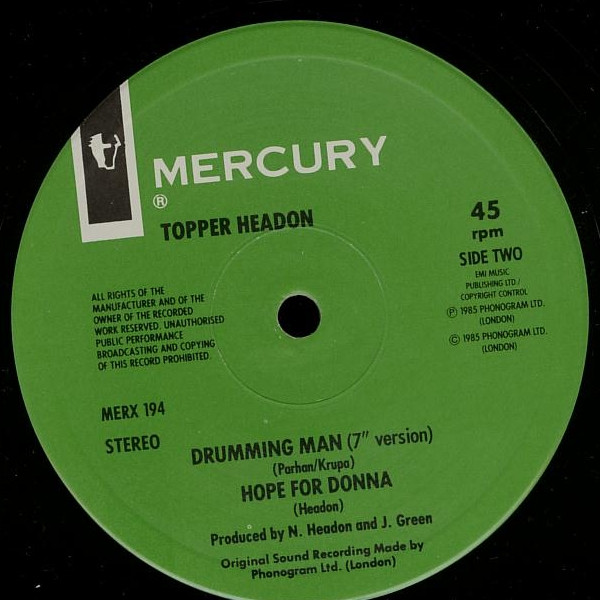 MERCURY
®
TOPPER HEADON
45
rpm
SIDE TWO
EMI MUSIC
PUBLISHING LTD./
COPYRIGHT CONTROL
℗ 1985 PHONOGRAM LTD.
(LONDON)
© 1985 PHONOGRAM LTD.
(LONDON)
ALL RIGHTS OF THE
MANUFACTURER AND OF THE
OWNER OF THE RECORDED
WORK RESERVED. UNAUTHORISED
PUBLIC PERFORMANCE
BROADCASTING AND COPYING
OF THIS RECORD PROHIBITED.
MERX 194
STEREO
DRUMMING MAN (7" version)
(Parhan/Krupa)
HOPE FOR DONNA
(Headon)
Produced by N. Headon and J. Green
Original Sound Recording Made by
Phonogram Ltd. (London)